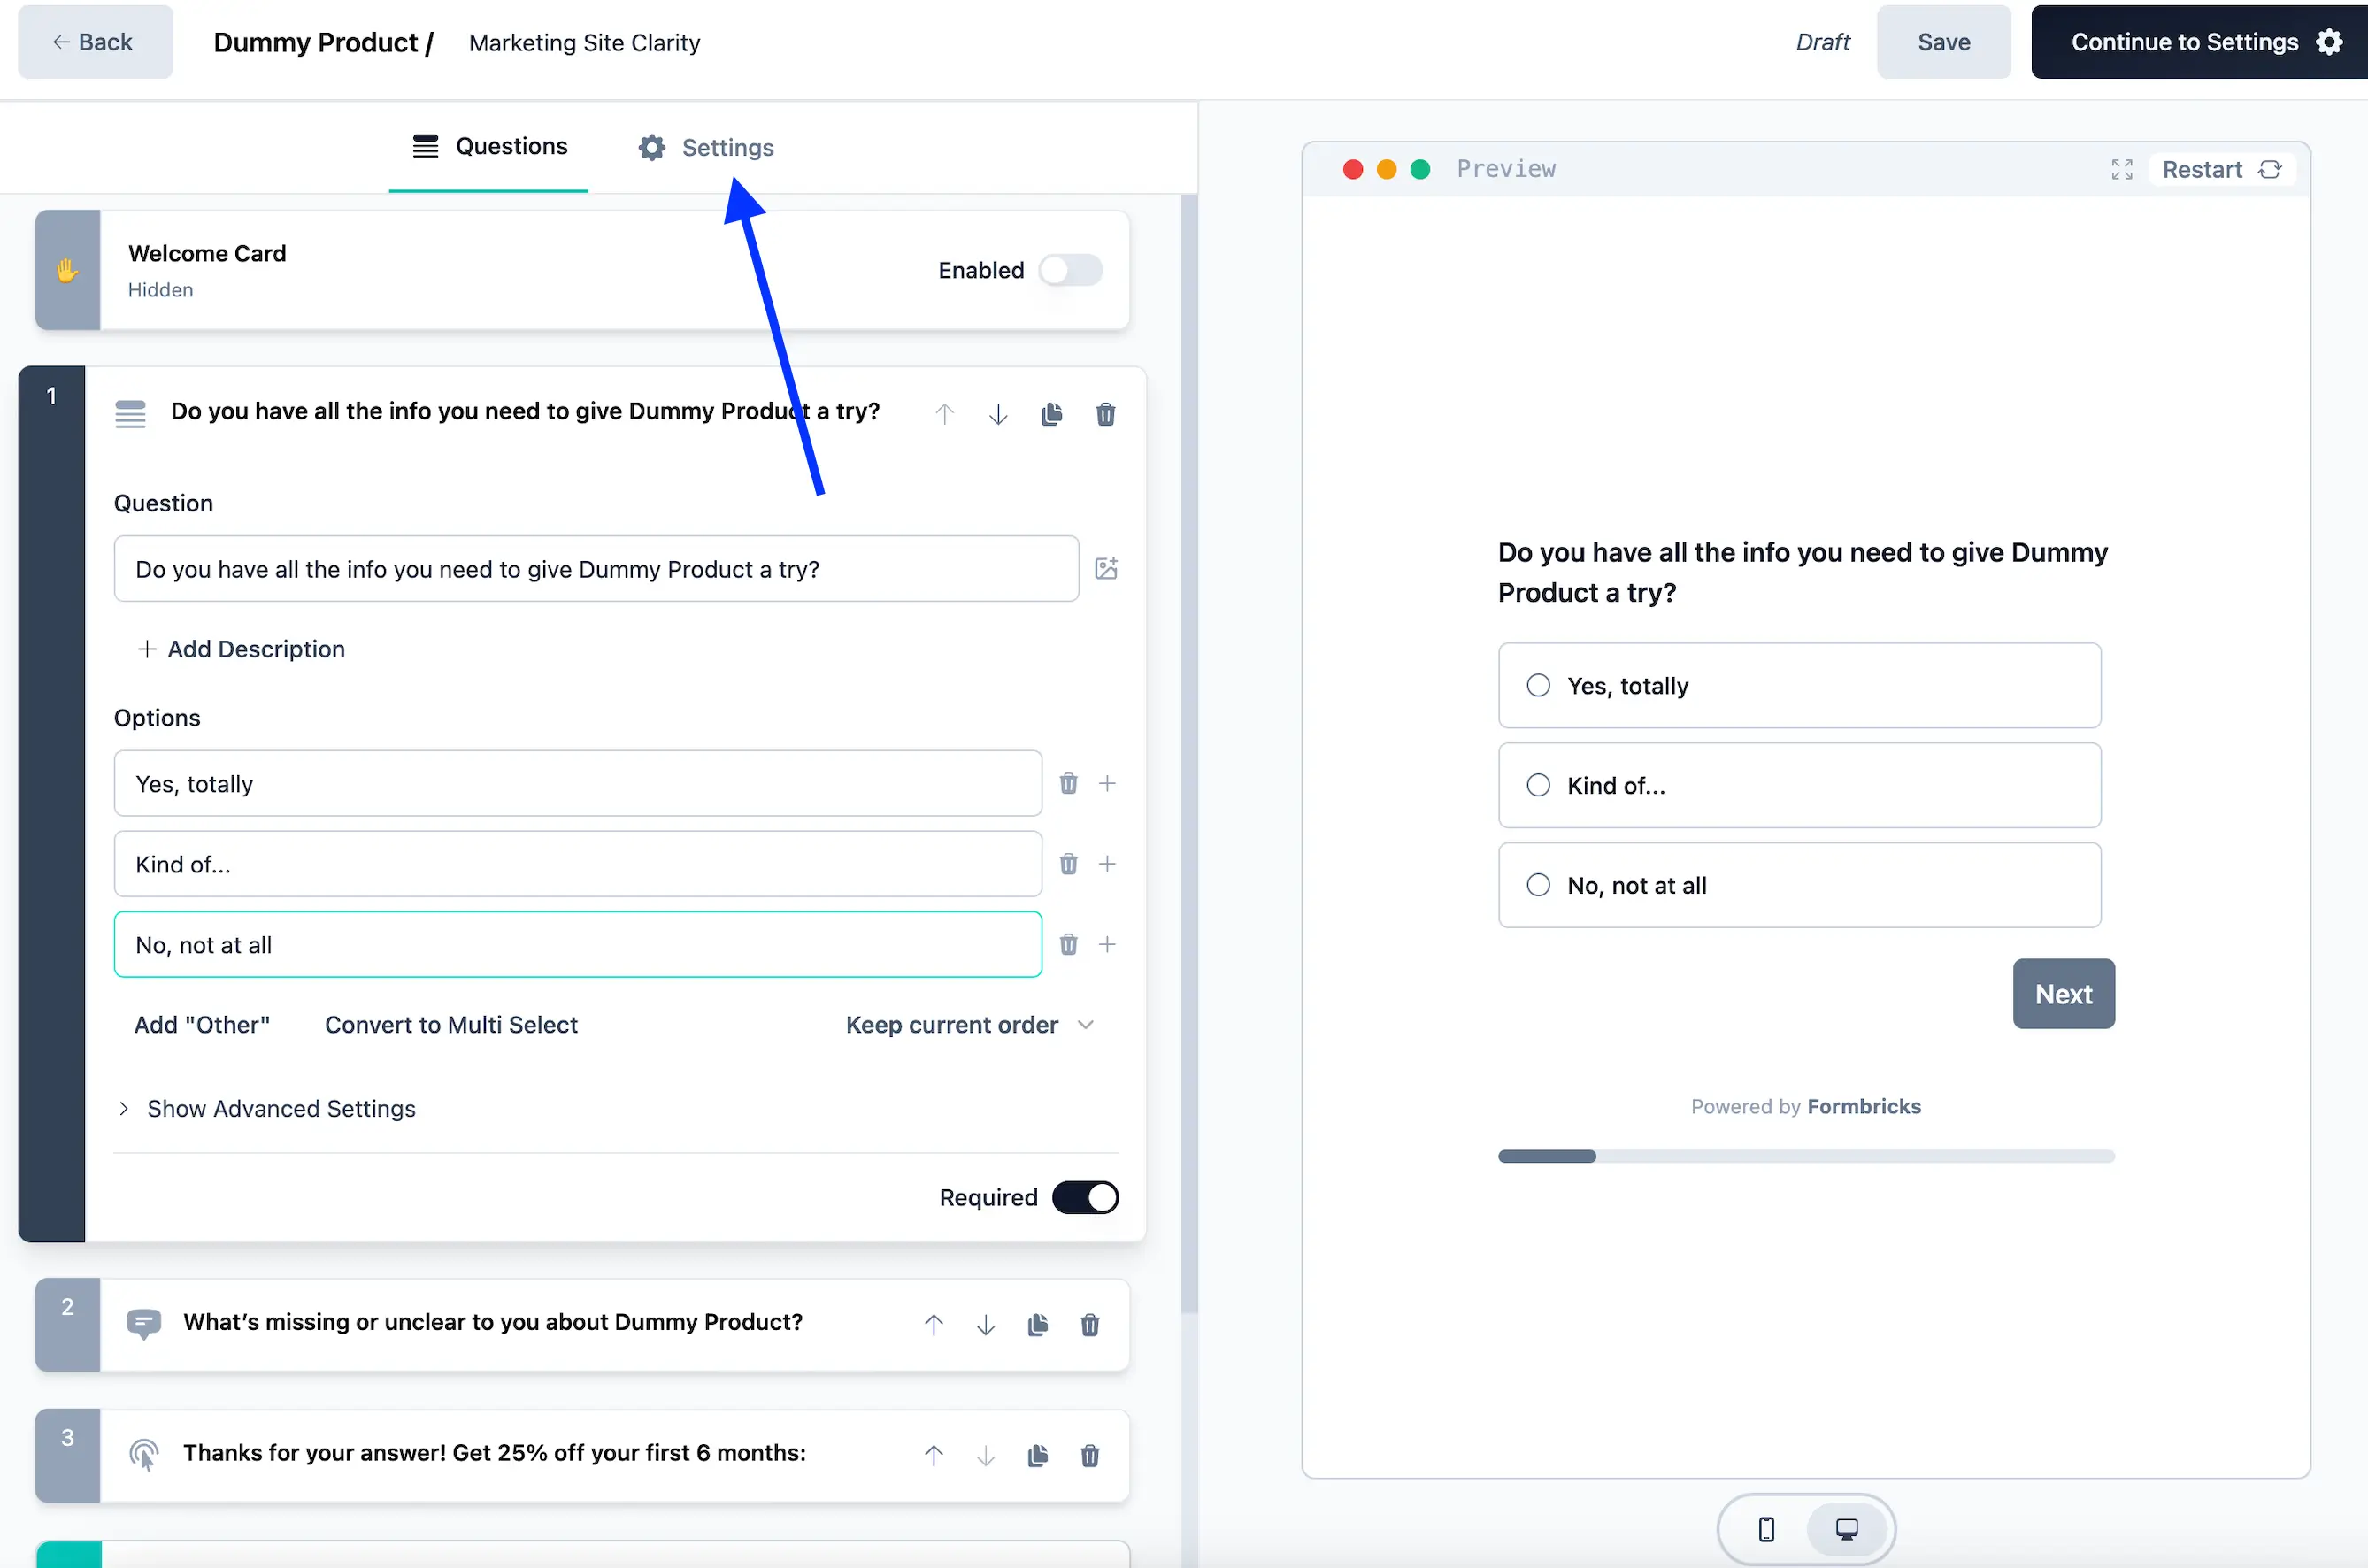 ← Back
Dummy Product /
Marketing Site Clarity
Draft
Save
Continue to Settings
Questions
Settings
Welcome Card
Hidden
Enabled
1
Do you have all the info you need to give Dummy Product a try?
Question
Do you have all the info you need to give Dummy Product a try?
+ Add Description
Options
Yes, totally
Kind of...
No, not at all
Add "Other"
Convert to Multi Select
Keep current order
Show Advanced Settings
Required
2
What’s missing or unclear to you about Dummy Product?
3
Thanks for your answer! Get 25% off your first 6 months:
Preview
Restart
Do you have all the info you need to give Dummy
Product a try?
Yes, totally
Kind of...
No, not at all
Next
Powered by Formbricks